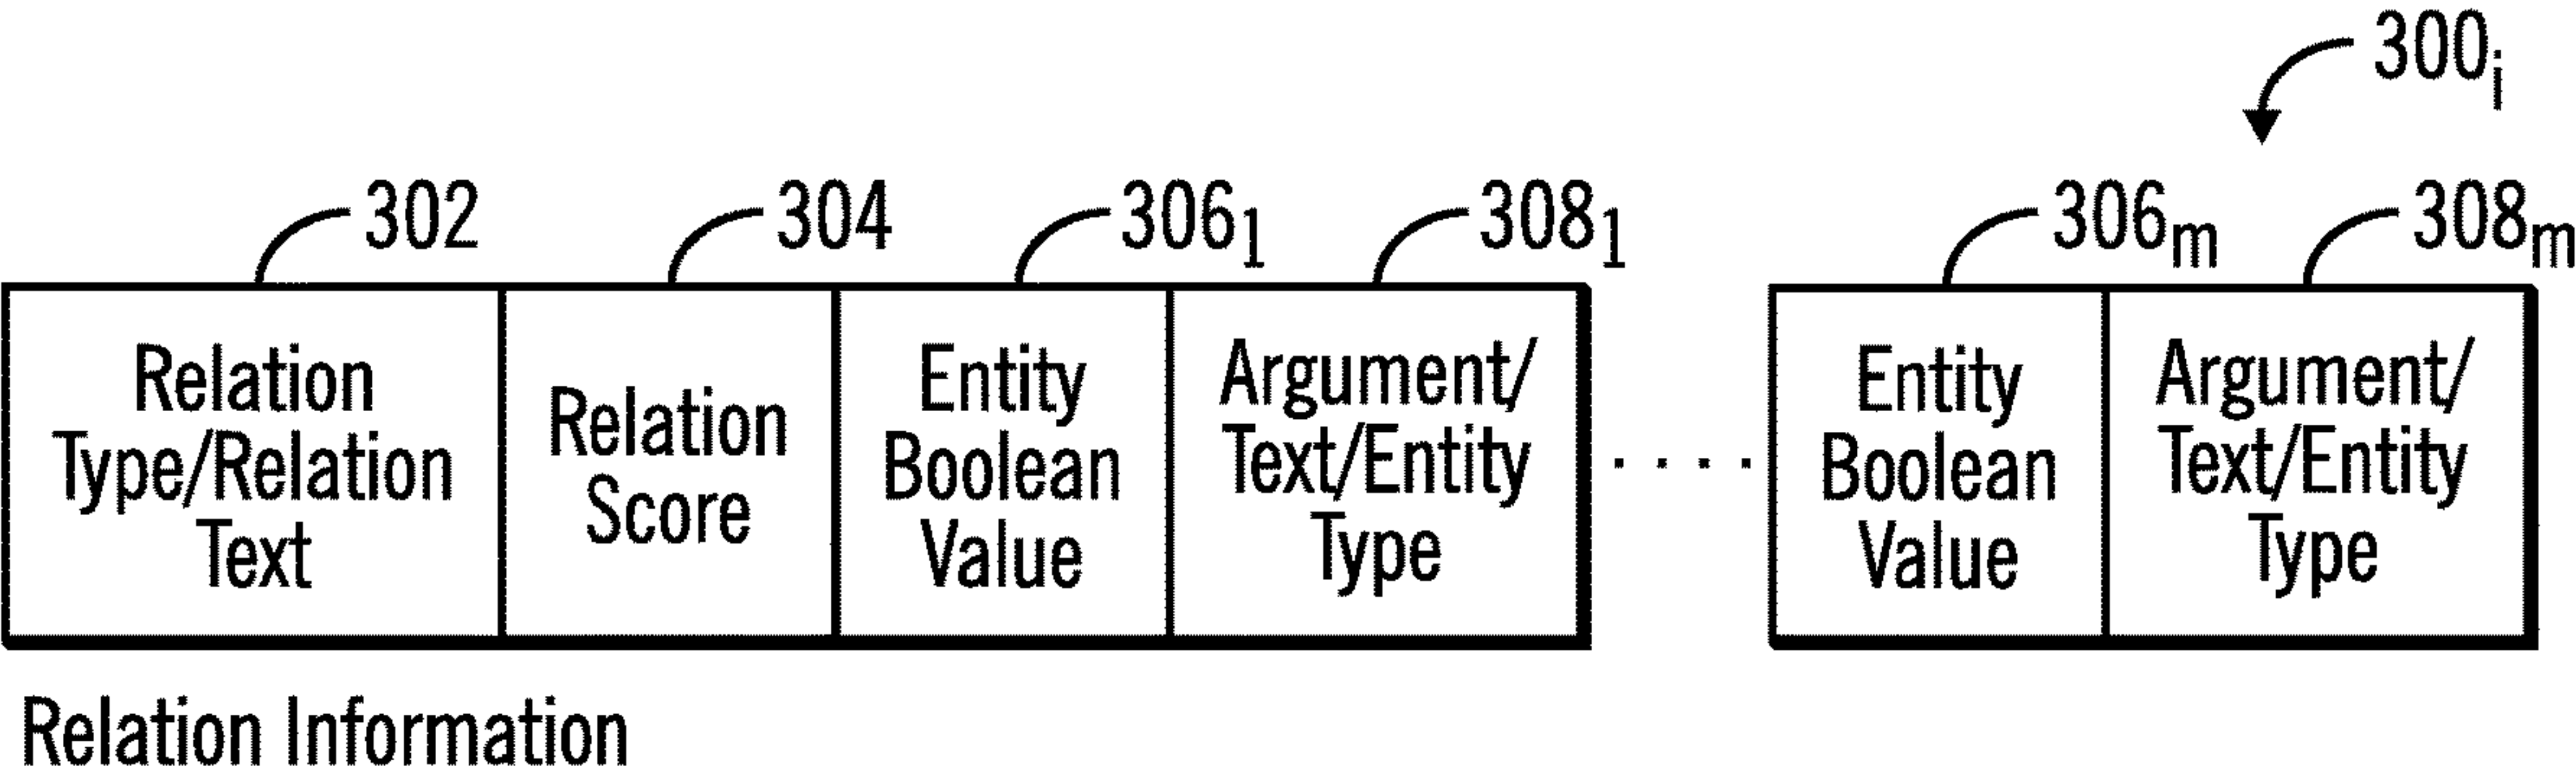 300i
302 304 3061 3081 306m 308m
Relation
Type/Relation
Text
Relation
Score
Entity
Boolean
Value
Argument/
Text/Entity
Type
. . . .
Entity
Boolean
Value
Argument/
Text/Entity
Type
Relation Information